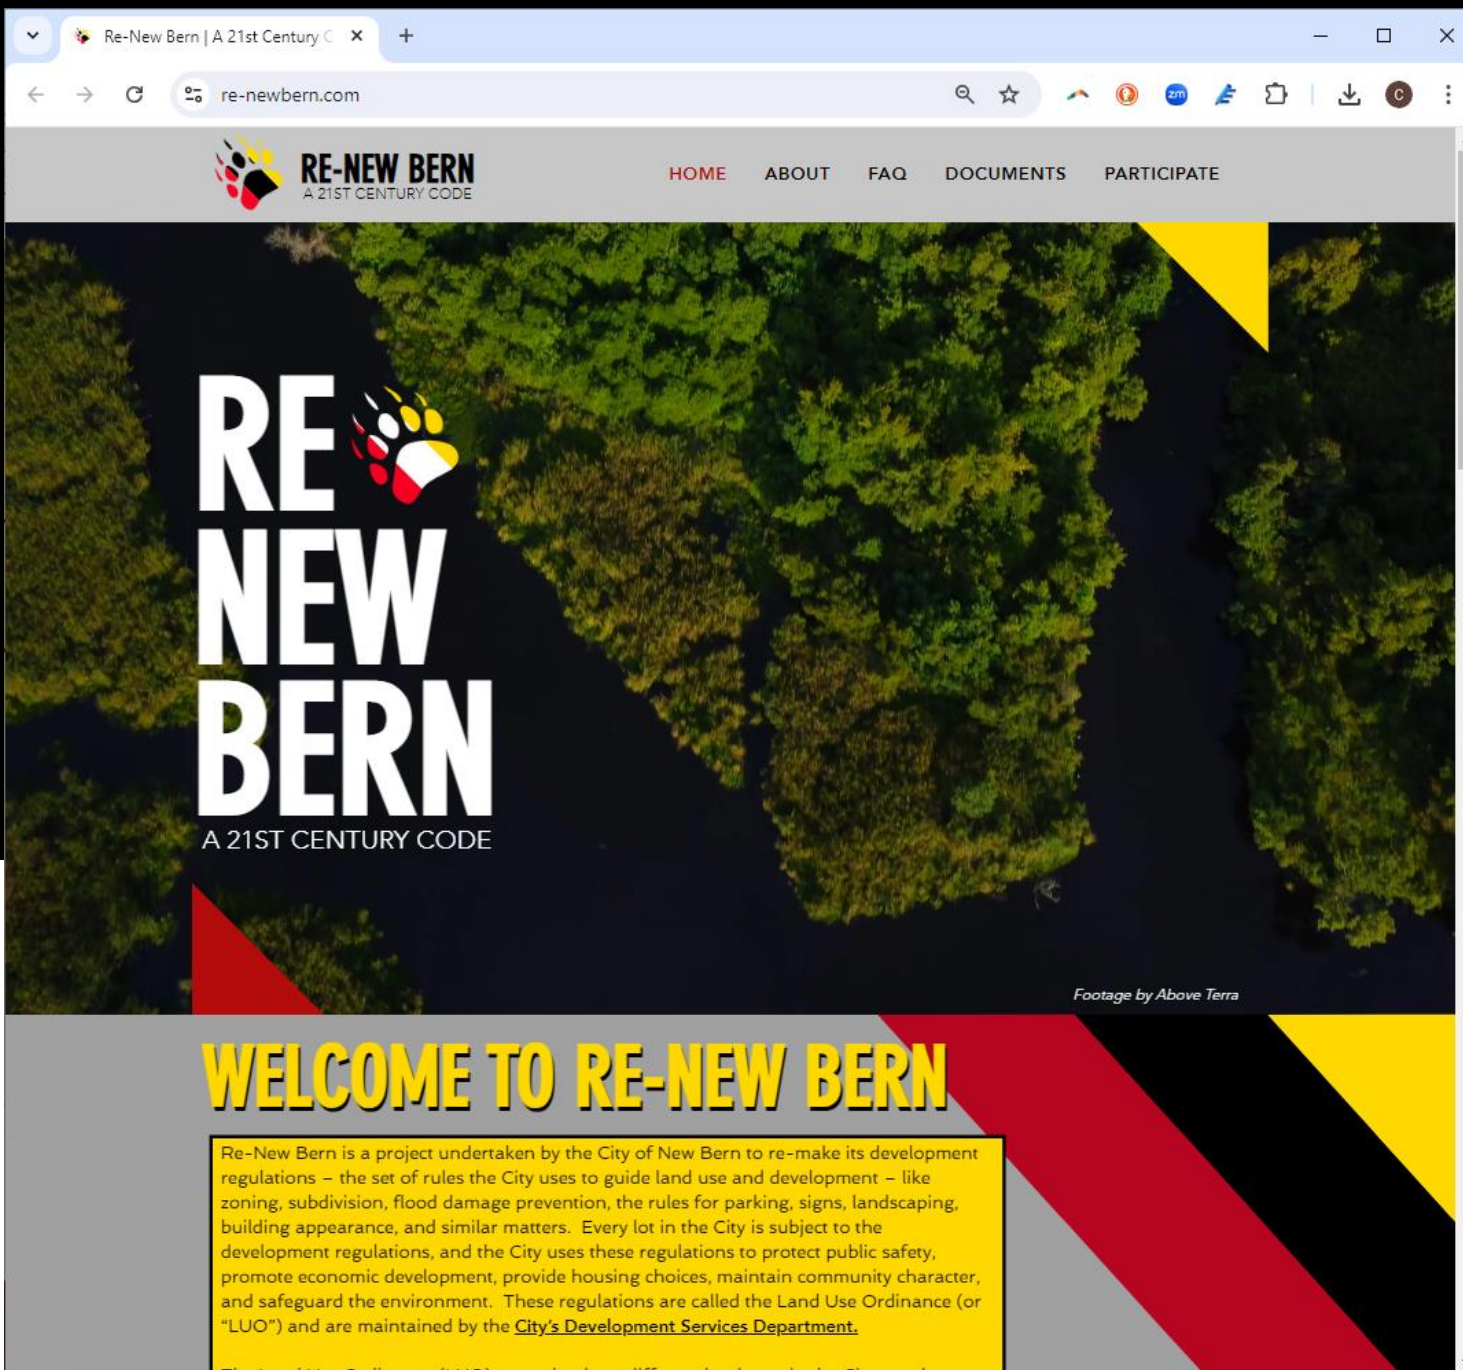 Re-New Bern | A 21st Century C
re-newbern.com
zm
C
RE-NEW BERN
A 21ST CENTURY CODE
HOME ABOUT FAQ DOCUMENTS PARTICIPATE
RE
NEW
BERN
A 21ST CENTURY CODE
Footage by Above Terra
WELCOME TO RE-NEW BERN
Re-New Bern is a project undertaken by the City of New Bern to re-make its development
regulations – the set of rules the City uses to guide land use and development – like
zoning, subdivision, flood damage prevention, the rules for parking, signs, landscaping,
building appearance, and similar matters.  Every lot in the City is subject to the
development regulations, and the City uses these regulations to protect public safety,
promote economic development, provide housing choices, maintain community character,
and safeguard the environment.  These regulations are called the Land Use Ordinance (or
“LUO”) and are maintained by the City’s Development Services Department.